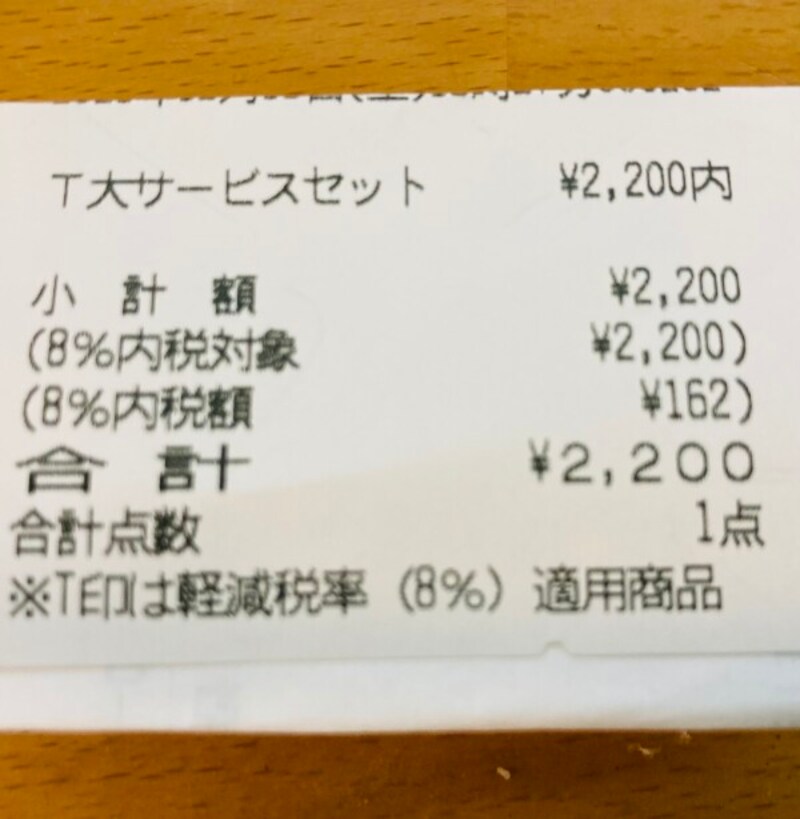 T大サービスセット ¥2,200内
小 計 額 ¥2,200
(8%内税対象 ¥2,200)
(8%内税額 ¥162)
合 計 ¥2,200
合計点数 1点
※T印は軽減税率(8%)適用商品